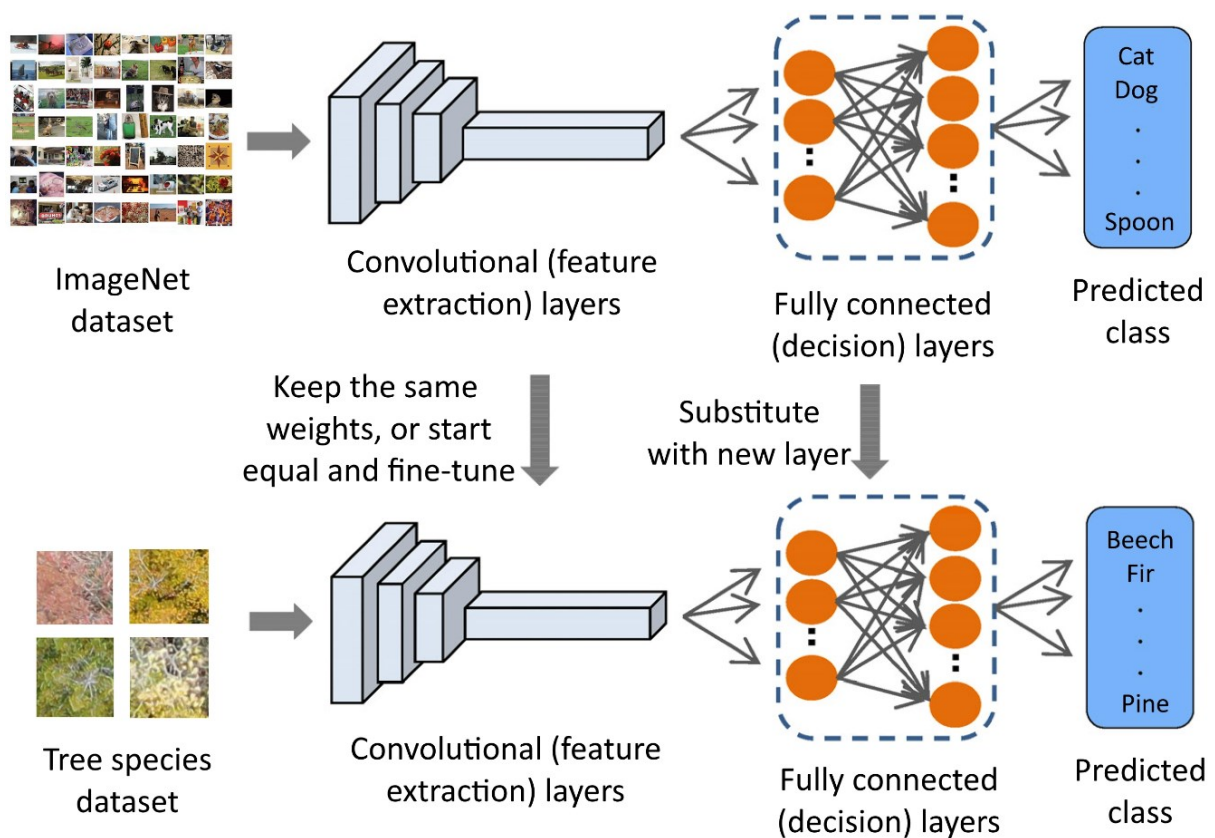 Cat
Dog
.
.
.
Spoon
ImageNet
dataset
Convolutional (feature
extraction) layers
Fully connected
(decision) layers
Predicted
class
Keep the same
weights, or start
equal and fine-tune
Substitute
with new layer
Beech
Fir
.
.
.
Pine
Tree species
dataset
Convolutional (feature
extraction) layers
Fully connected
(decision) layers
Predicted
class